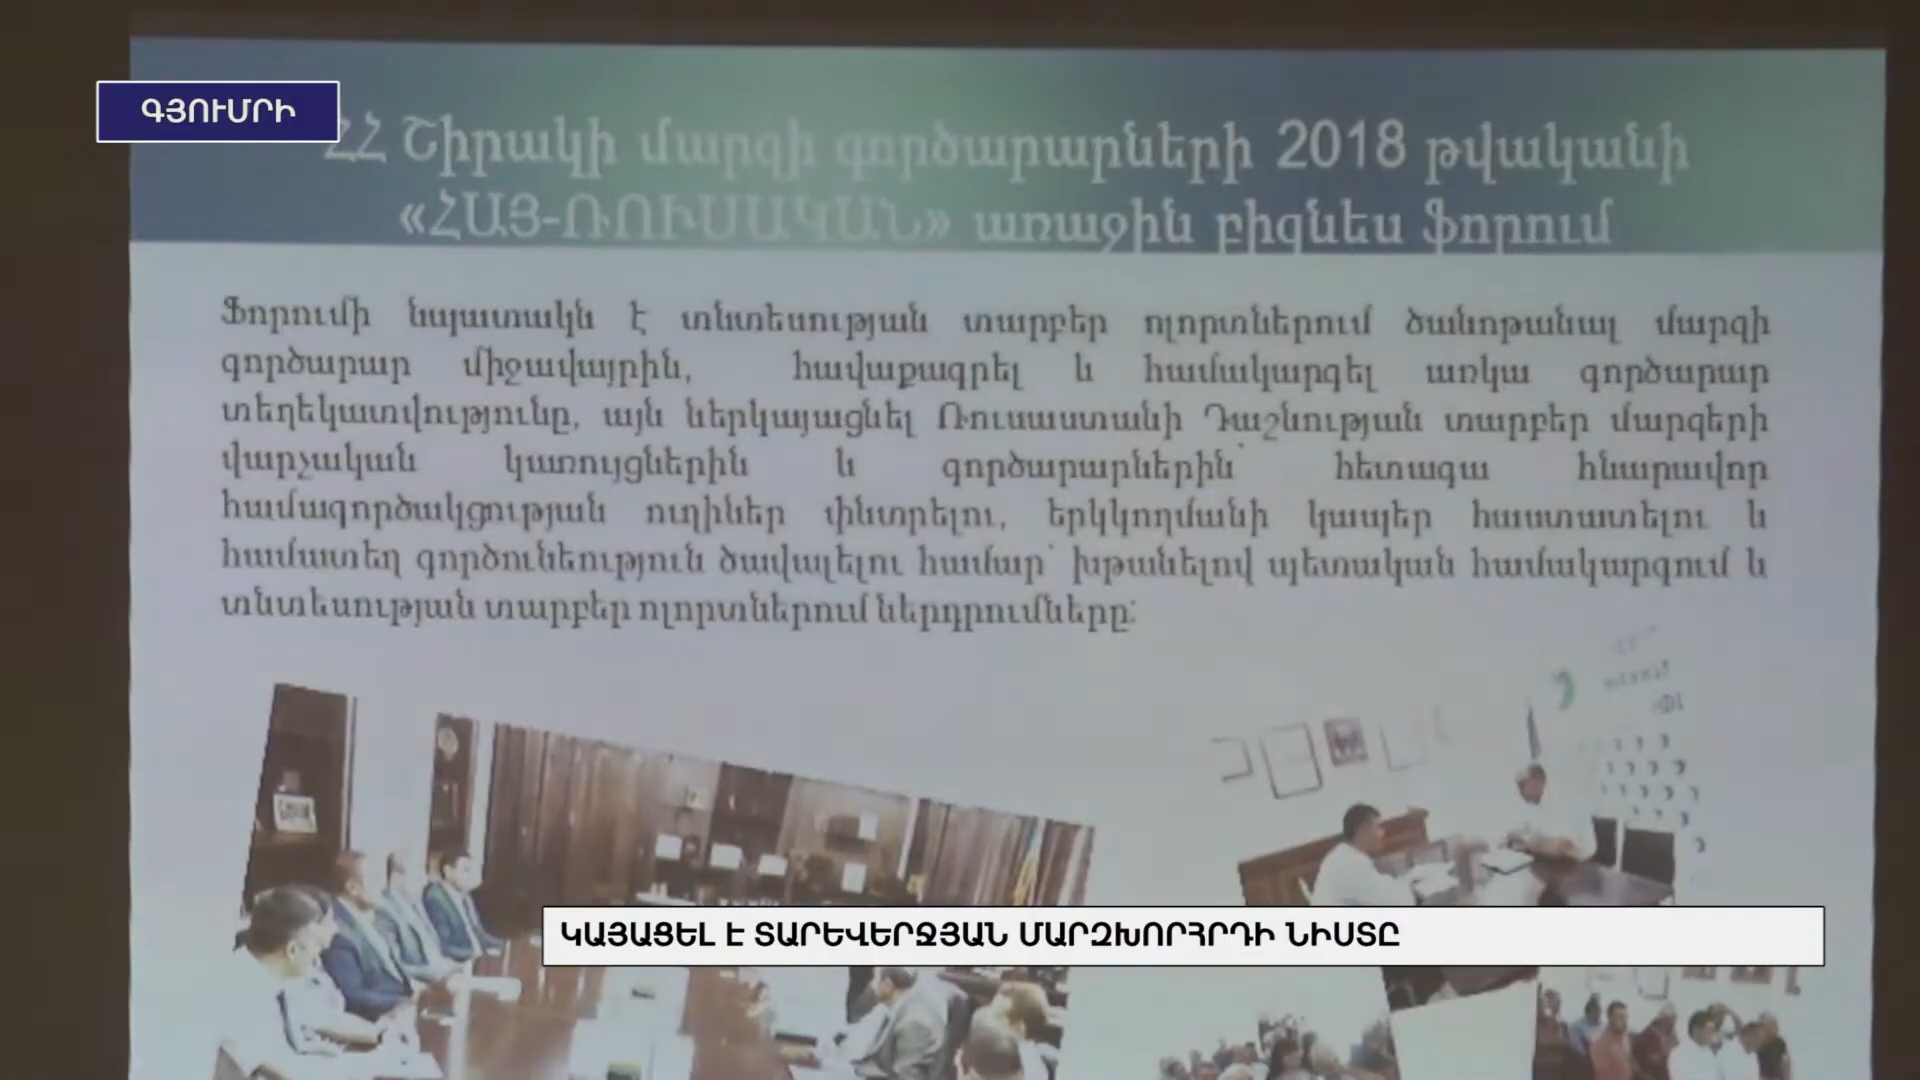 ԳՅՈՒՄՐԻ
ՀՀ Շիրակի մարզի գործարարների 2018 թվականի
«ՀԱՅ-ՌՈՒՍԱԿԱՆ» առաջին բիզնես ֆորում
Ֆորումի նպատակն է տնտեսության տարբեր ոլորտներում ծանոթանալ մարզի
գործարար միջավայրին, հավաքագրել և համակարգել առկա գործարար
տեղեկատվությունը, այն ներկայացնել Ռուսաստանի Դաշնության տարբեր մարզերի
վարչական կառույցներին և գործարարներին՝ հետագա հնարավոր
համագործակցության ուղիներ փնտրելու, երկկողմանի կապեր հաստատելու և
համատեղ գործունեություն ծավալելու համար՝ խթանելով պետական համակարգում և
տնտեսության տարբեր ոլորտներում ներդրումները:
ԿԱՅԱՑԵԼ Է ՏԱՐԵՎԵՐՋՅԱՆ ՄԱՐԶԽՈՐՀՐԴԻ ՆԻՍՏԸ